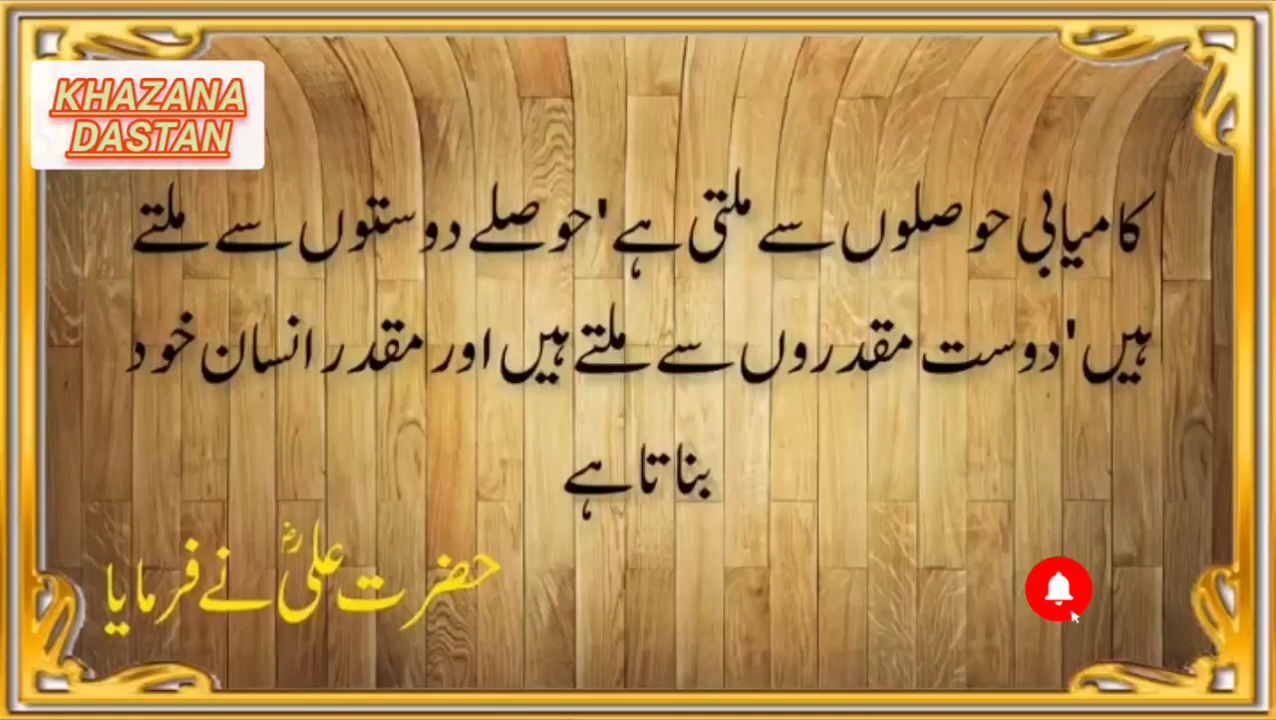 KHAZANA
DASTAN
کامیابی حوصلوں سے ملتی ہے'حوصلے دوستوں سے ملتے
ہیں'دوست مقدروں سے ملتے ہیں اور مقدر انسان خود
بناتا ہے
حضرت علیؓ نے فرمایا